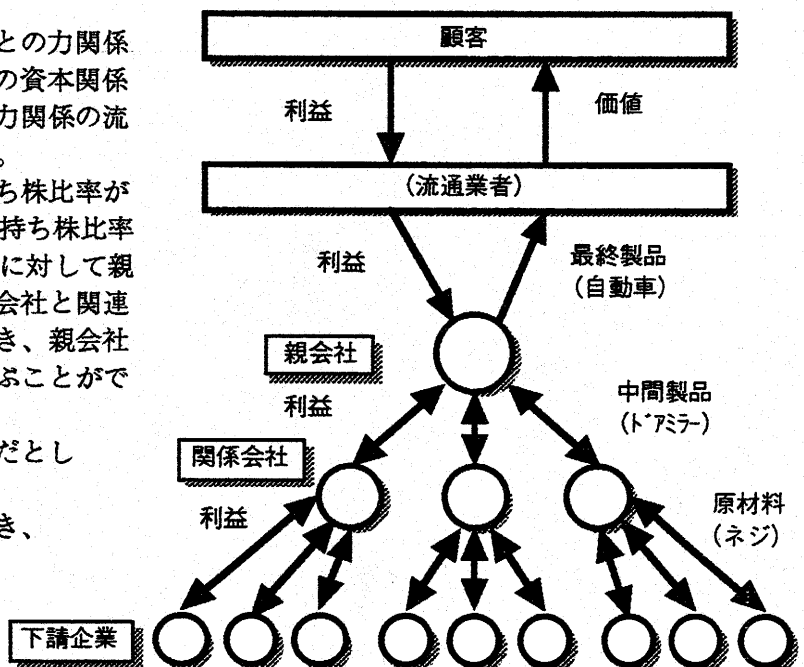 との力関係
の資本関係
力関係の流
。
ち株比率が
持ち株比率
に対して親
会社と関連
き、親会社
ぶことがで
だとし
き、
顧客
利益
価値
(流通業者)
利益
最終製品
(自動車)
親会社
利益
中間製品
(ﾄﾞｱﾐﾗｰ)
関係会社
利益
原材料
(ネジ)
下請企業